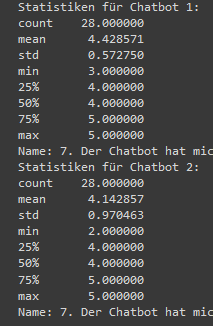 Statistiken für Chatbot 1:
count    28.000000
mean      4.428571
std       0.572750
min       3.000000
25%       4.000000
50%       4.000000
75%       5.000000
max       5.000000
Name: 7. Der Chatbot hat mic
Statistiken für Chatbot 2:
count    28.000000
mean      4.142857
std       0.970463
min       2.000000
25%       4.000000
50%       4.000000
75%       5.000000
max       5.000000
Name: 7. Der Chatbot hat mic